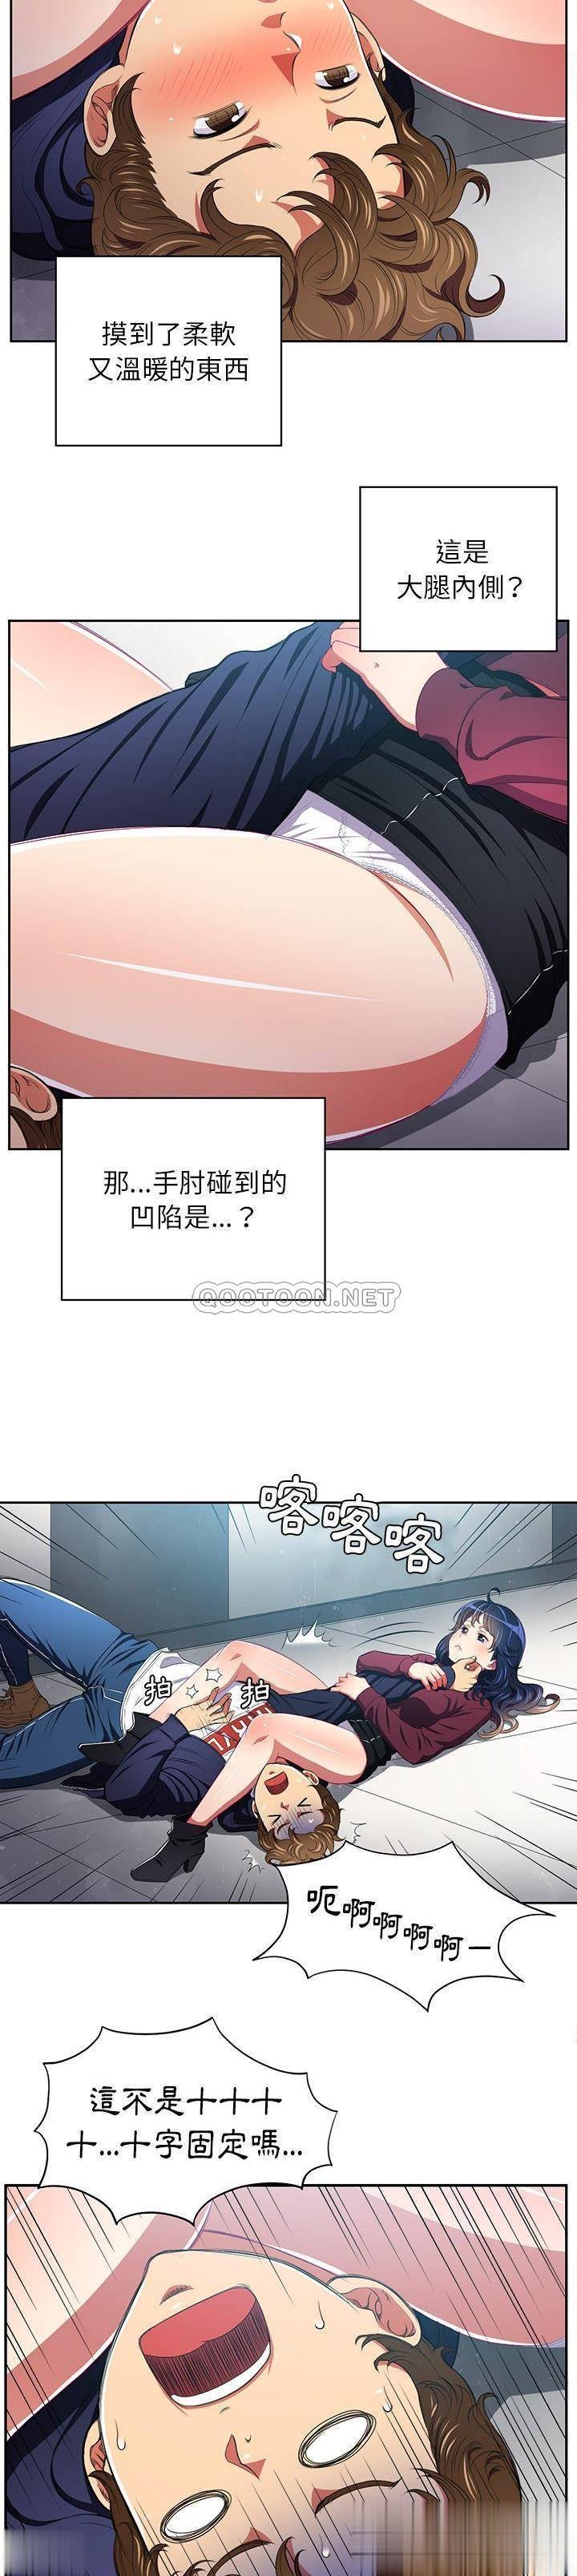 摸到了柔軟
又溫暖的東西
這是
大腿內側？
那...手肘碰到的
凹陷是...？
QOOTOON.NET
喀喀喀
拍
拍
呃啊啊啊啊一
這不是十十十
十...十字固定嗎...